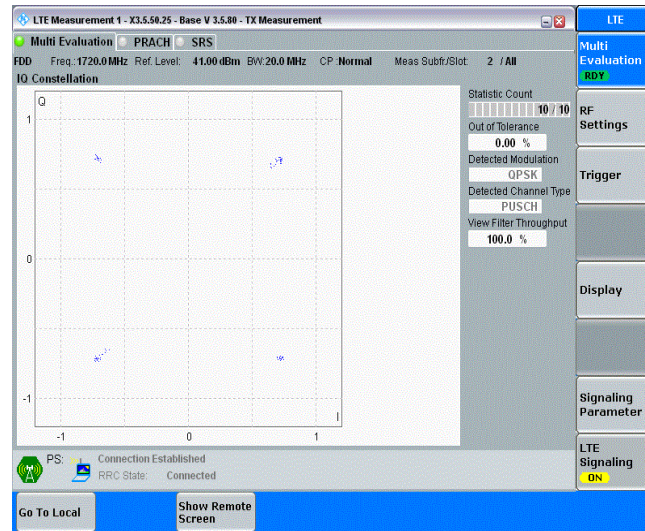 LTE Measurement 1 - X3.5.50.25 - Base V 3.5.80 - TX Measurement
LTE
Multi Evaluation PRACH SRS
FDD Freq.: 1720.0 MHz Ref. Level: 41.00 dBm BW: 20.0 MHz CP : Normal Meas Subfr./Slot: 2 / All
IQ Constellation
Q
1
0
-1
-1 0 1
I
Statistic Count
10 / 10
Out of Tolerance
0.00 %
Detected Modulation
QPSK
Detected Channel Type
PUSCH
View Filter Throughput
100.0 %
Multi
Evaluation
RDY
RF
Settings
Trigger
Display
Signaling
Parameter
LTE
Signaling
ON
PS: Connection Established
RRC State: Connected
Go To Local
Show Remote
Screen